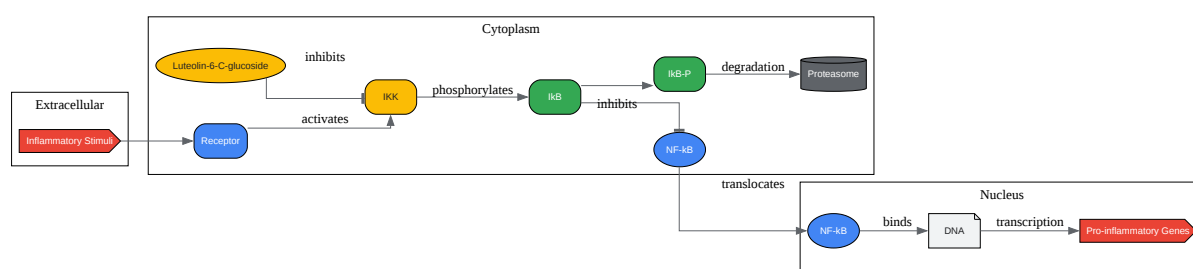 Cytoplasm
Luteolin-6-C-glucoside
inhibits
IKK
phosphorylates
IkB
IkB-P
degradation
Proteasome
inhibits
Extracellular
Inflammatory Stimuli
Receptor
activates
NF-kB
translocates
Nucleus
NF-kB
binds
DNA
transcription
Pro-inflammatory Genes